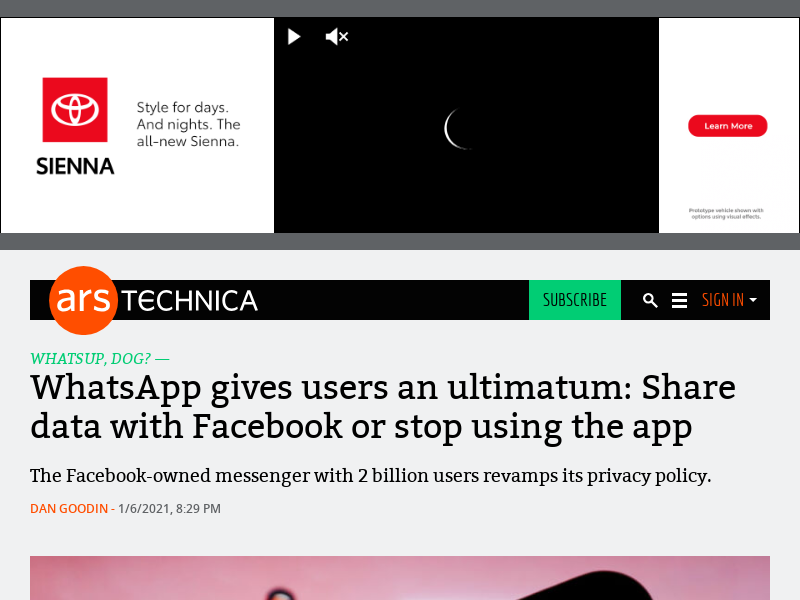 Style for days.
And nights. The
all-new Sienna.
SIENNA
Learn More
Prototype vehicle shown with
options using visual effects.
ars TECHNICA
SUBSCRIBE
SIGN IN
WHATSUP, DOG? —
WhatsApp gives users an ultimatum: Share
data with Facebook or stop using the app
The Facebook-owned messenger with 2 billion users revamps its privacy policy.
DAN GOODIN - 1/6/2021, 8:29 PM